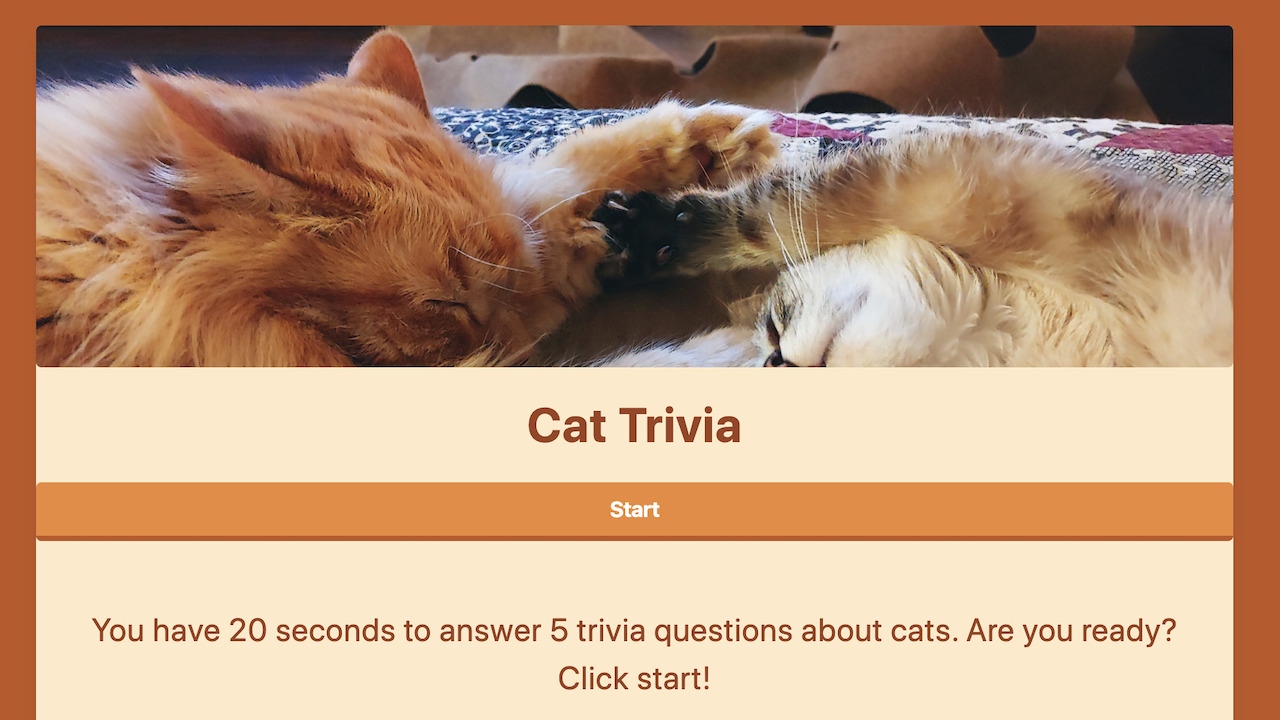 Cat Trivia
Start
You have 20 seconds to answer 5 trivia questions about cats. Are you ready?
Click start!